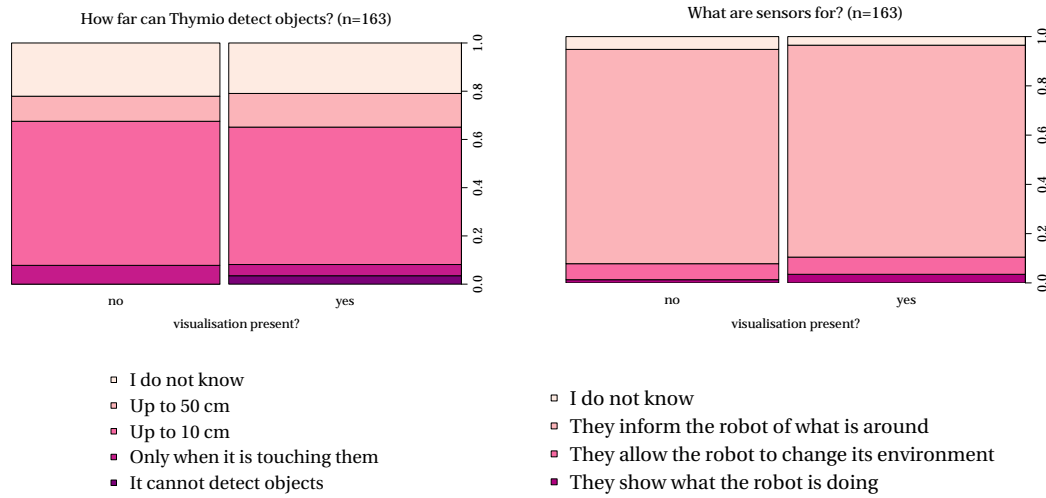 How far can Thymio detect objects? (n=163)
1.0
0.8
0.6
0.4
0.2
0.0
no yes
visualisation present?
I do not know
Up to 50 cm
Up to 10 cm
Only when it is touching them
It cannot detect objects
What are sensors for? (n=163)
1.0
0.8
0.6
0.4
0.2
0.0
no yes
visualisation present?
I do not know
They inform the robot of what is around
They allow the robot to change its environment
They show what the robot is doing